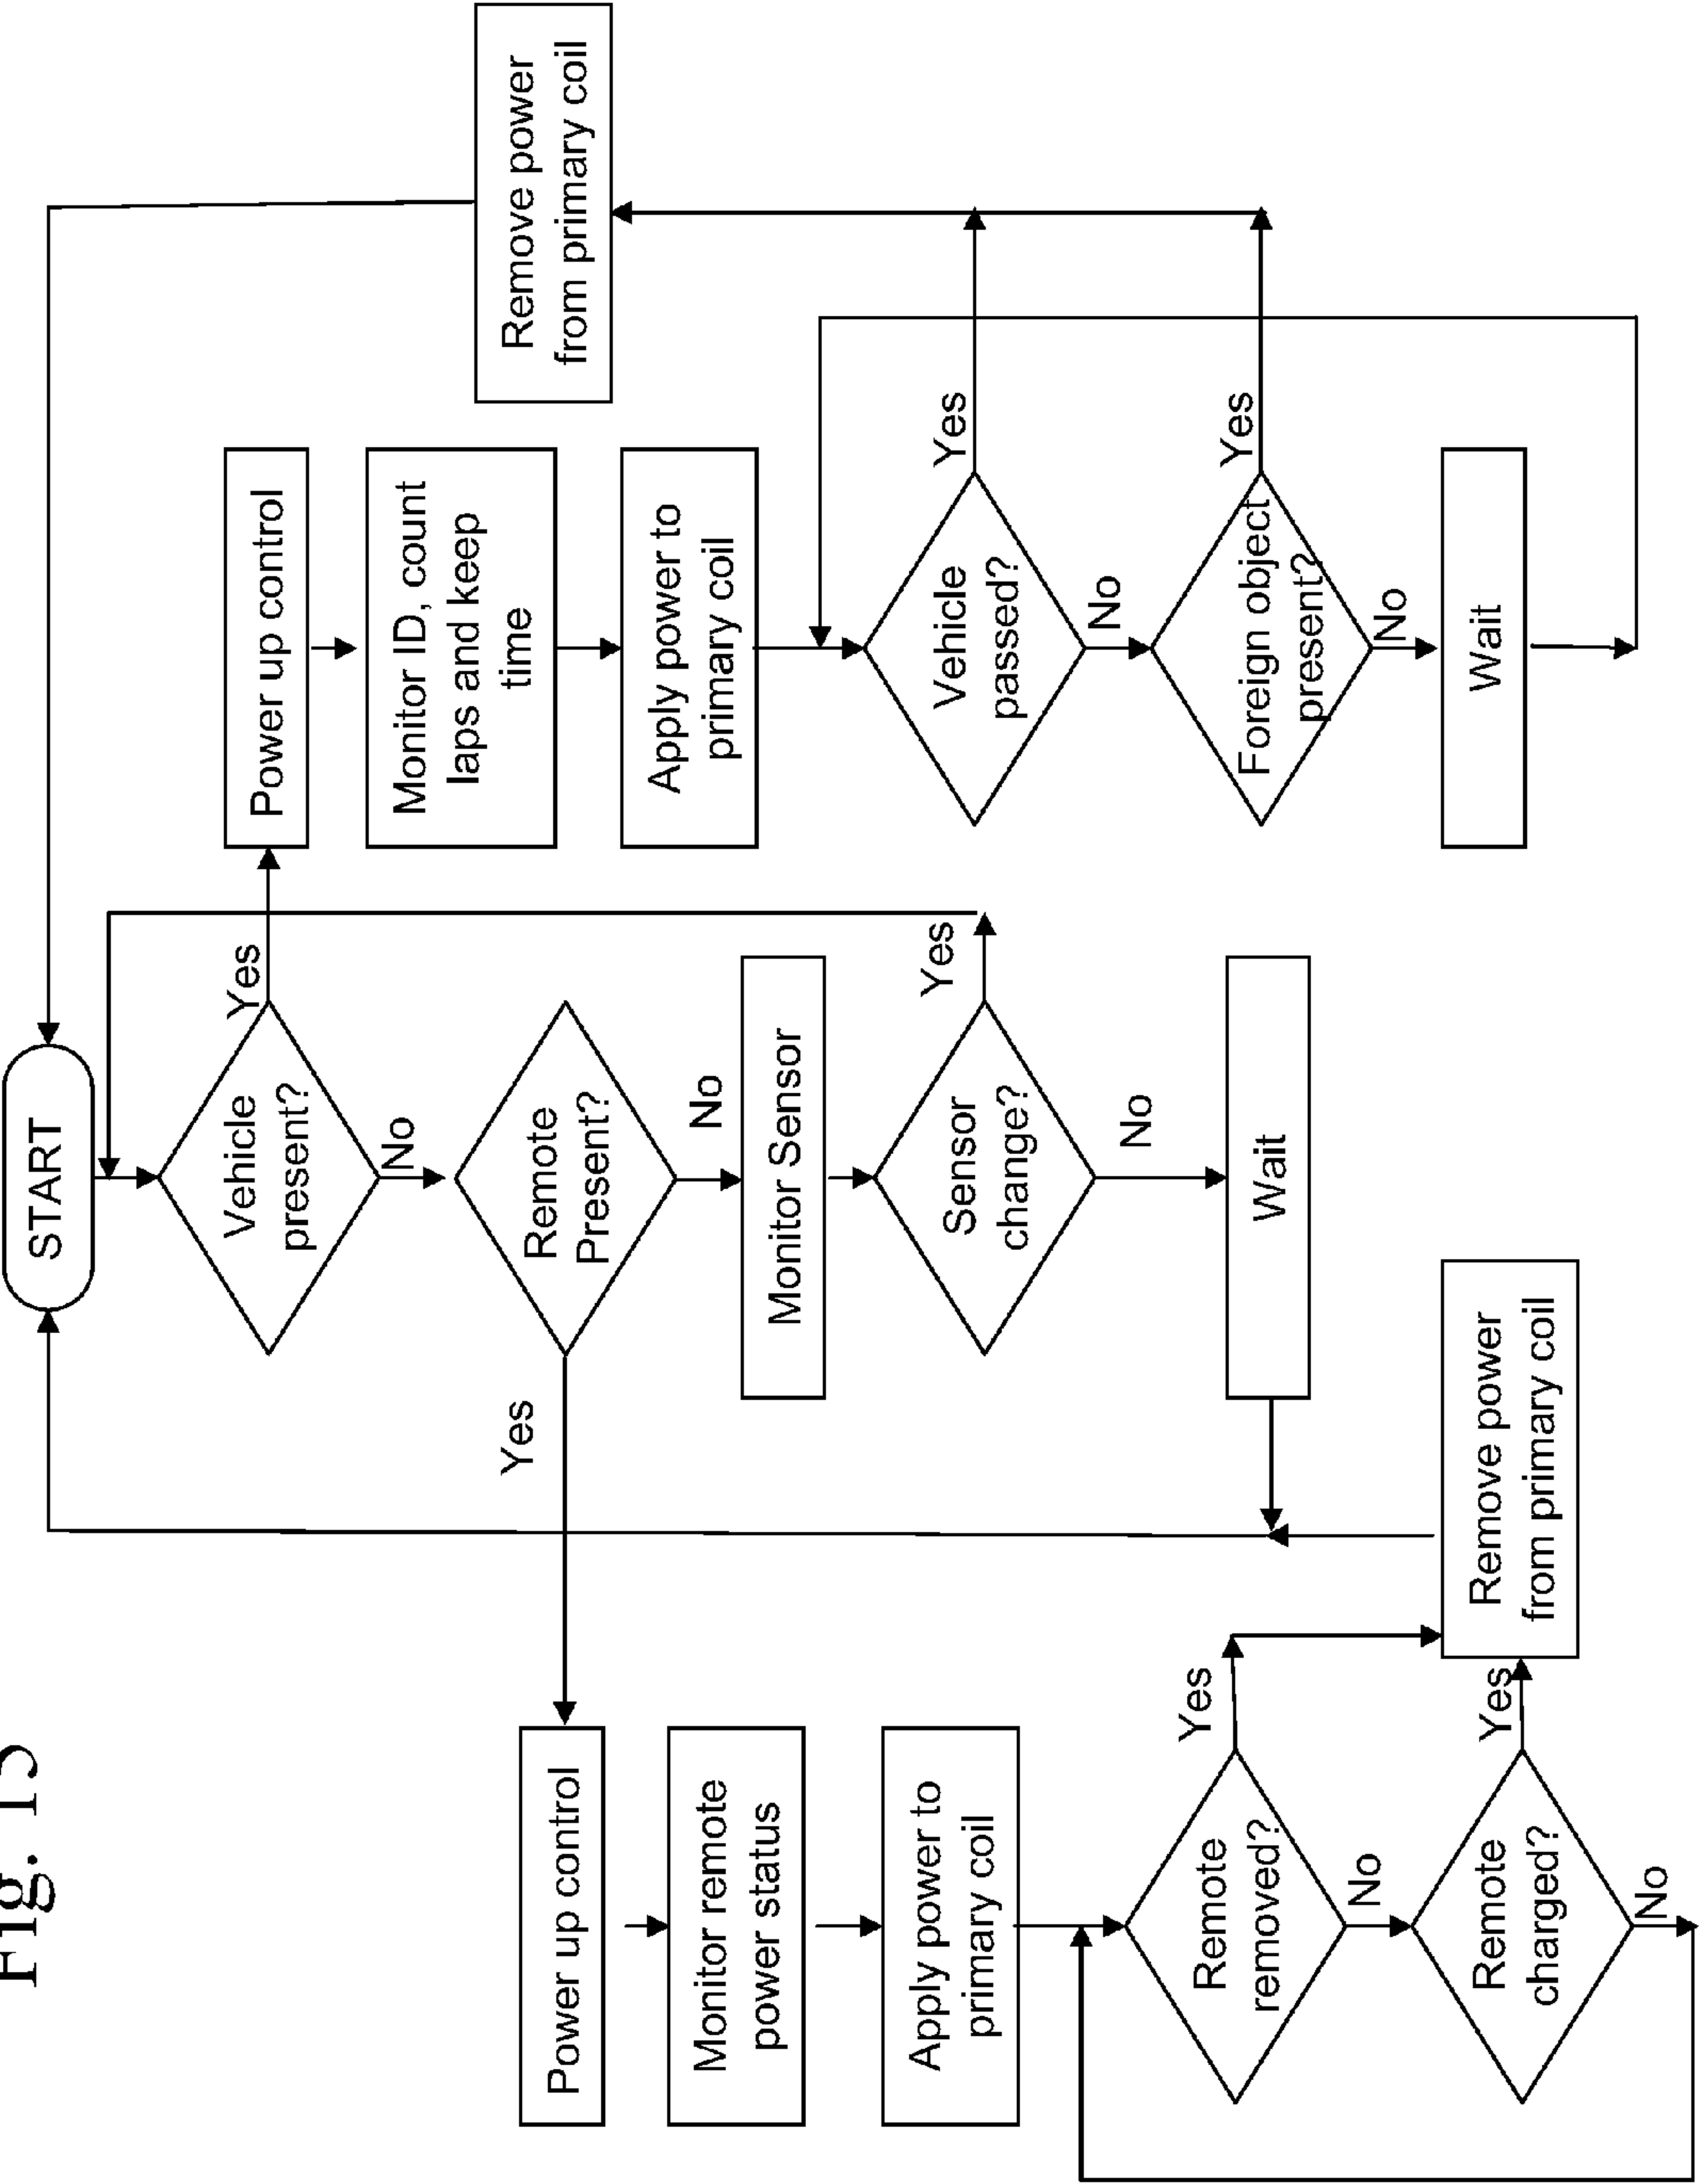 Fig. 15
START
Vehicle
present?
Yes
No
Remote
Present?
Yes
No
Monitor Sensor
Sensor
change?
Yes
No
Wait
Power up control
Monitor ID, count
laps and keep
time
Apply power to
primary coil
Vehicle
passed?
Yes
No
Foreign object
present?
Yes
No
Wait
Remove power
from primary coil
Power up control
Monitor remote
power status
Apply power to
primary coil
Remote
removed?
Yes
No
Remote
charged?
Yes
No
Remove power
from primary coil